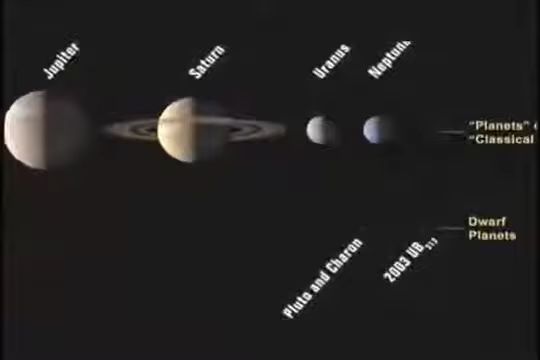 Jupiter
Saturn
Uranus
Neptune
"Planets"
"Classical
Dwarf
Planets
Pluto and Charon
2003 UB₃₁₃